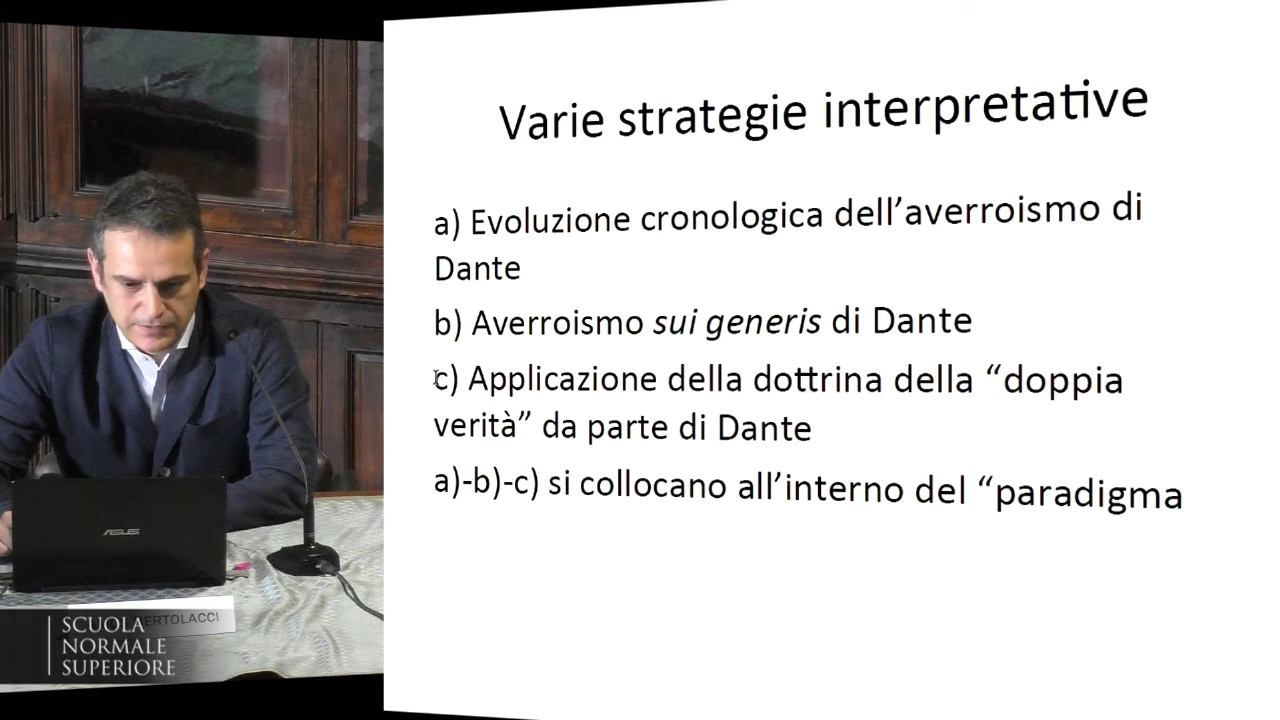 Varie strategie interpretative
a) Evoluzione cronologica dell’averroismo di
Dante
b) Averroismo sui generis di Dante
c) Applicazione della dottrina della “doppia
verità” da parte di Dante
a)-b)-c) si collocano all’interno del “paradigma
ASUS
BERTOLACCI
SCUOLA
NORMALE
SUPERIORE